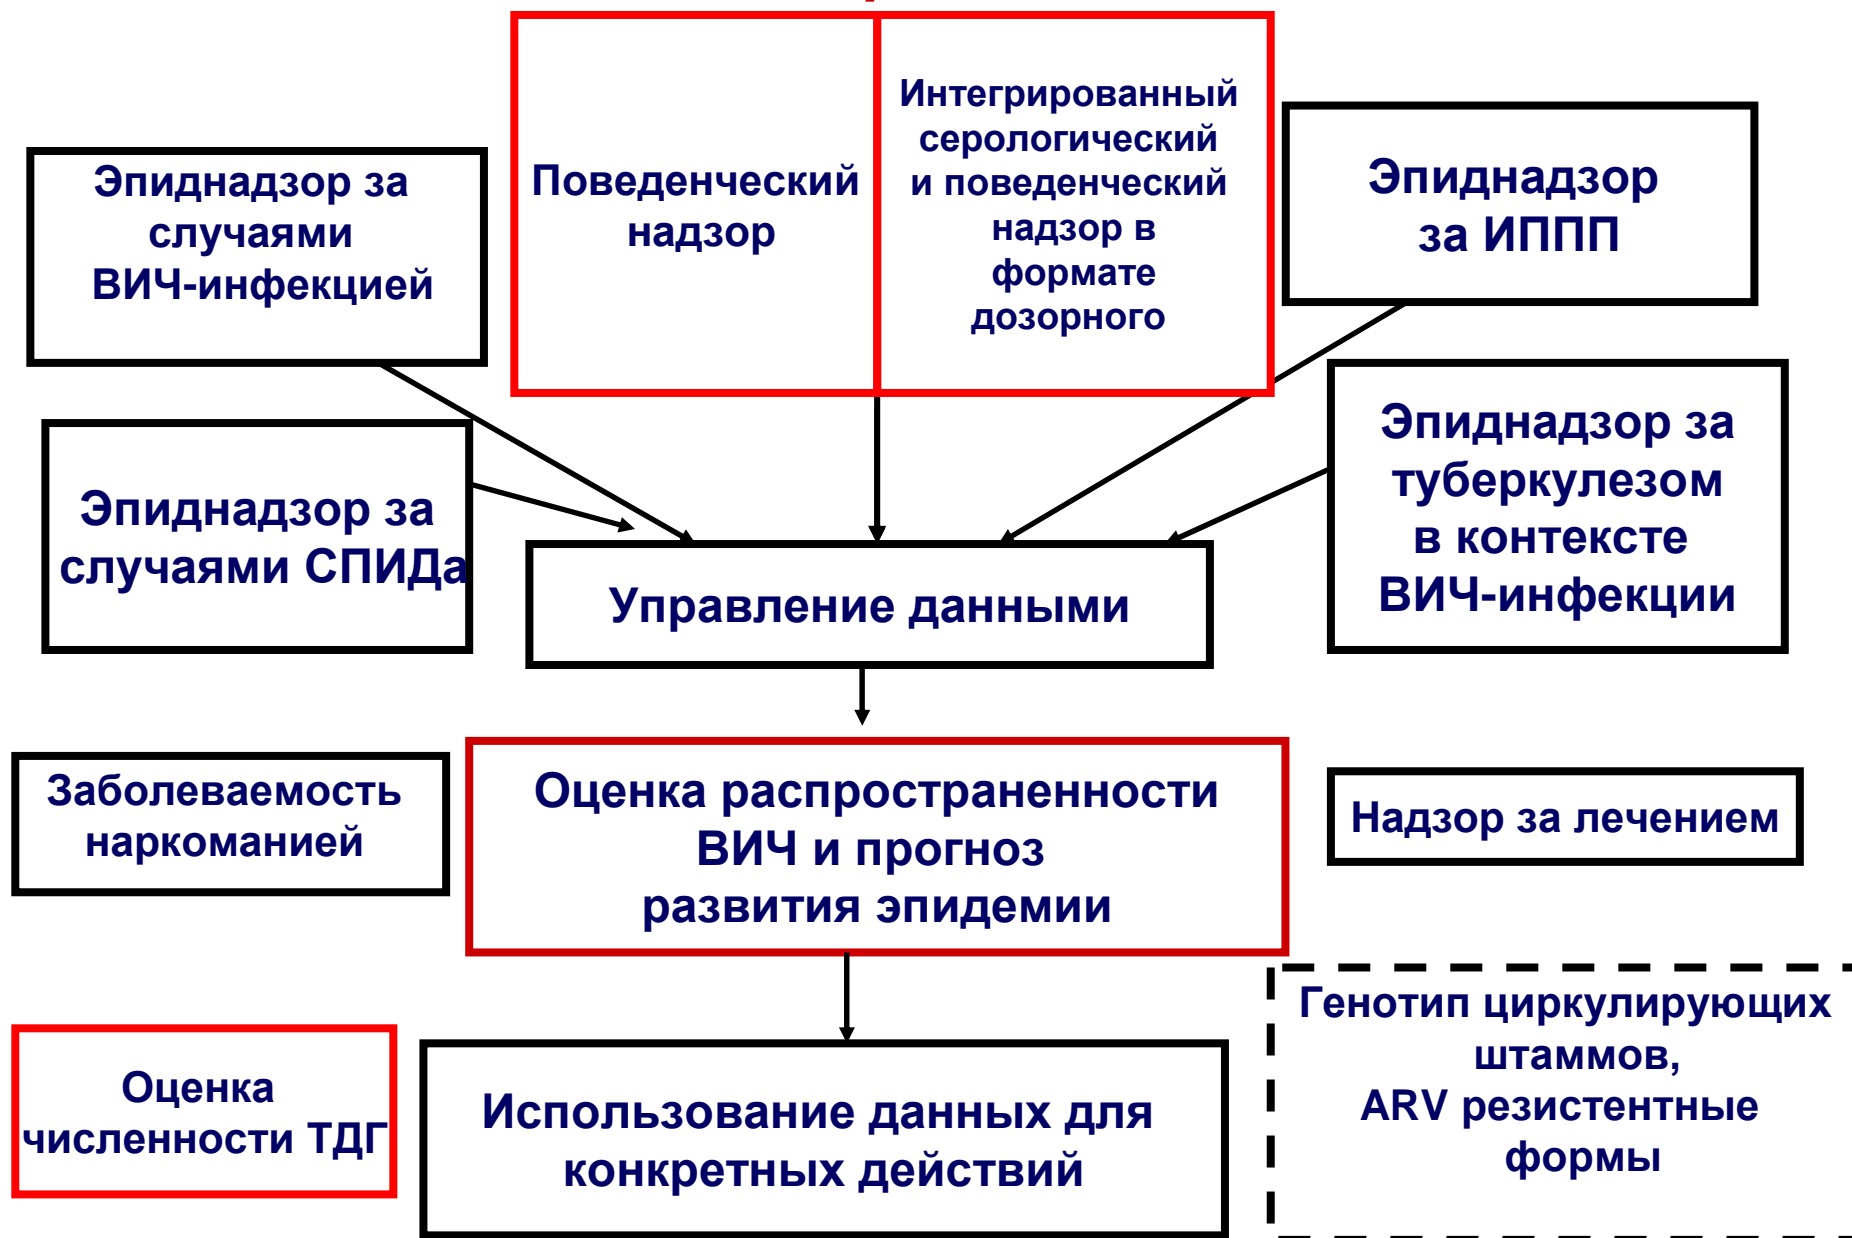 Эпиднадзор за
случаями
ВИЧ-инфекцией
Поведенческий
надзор
Интегрированный
серологический
и поведенческий
надзор в
формате
дозорного
Эпиднадзор
за ИППП
Эпиднадзор за
случаями СПИДа
Эпиднадзор за
туберкулезом
в контексте
ВИЧ-инфекции
Управление данными
Заболеваемость
наркоманией
Оценка распространенности
ВИЧ и прогноз
развития эпидемии
Надзор за лечением
Оценка
численности ТДГ
Использование данных для
конкретных действий
Генотип циркулирующих
штаммов,
ARV резистентные
формы